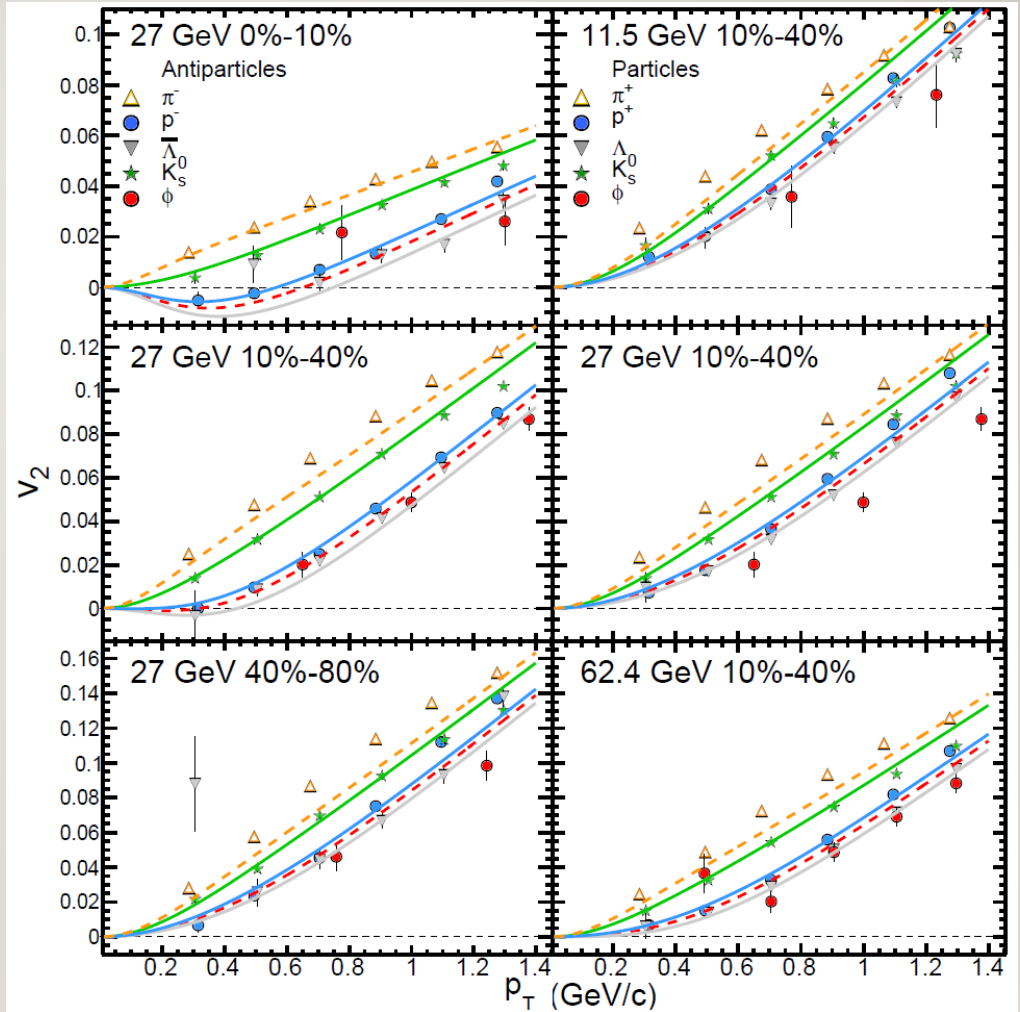 27 GeV 0%-10%
Antiparticles
π-
p-
Λ0
Ks
ϕ
0.1
0.08
0.06
0.04
0.02
0
11.5 GeV 10%-40%
Particles
π+
p+
Λ0
Ks
ϕ
27 GeV 10%-40%
0.12
0.1
0.08
0.06
0.04
0.02
0
v2
27 GeV 10%-40%
27 GeV 40%-80%
0.16
0.14
0.12
0.1
0.08
0.06
0.04
0.02
0
62.4 GeV 10%-40%
0.2 0.4 0.6 0.8 1 1.2 1.4
0.2 0.4 0.6 0.8 1 1.2 1.4
pT (GeV/c)